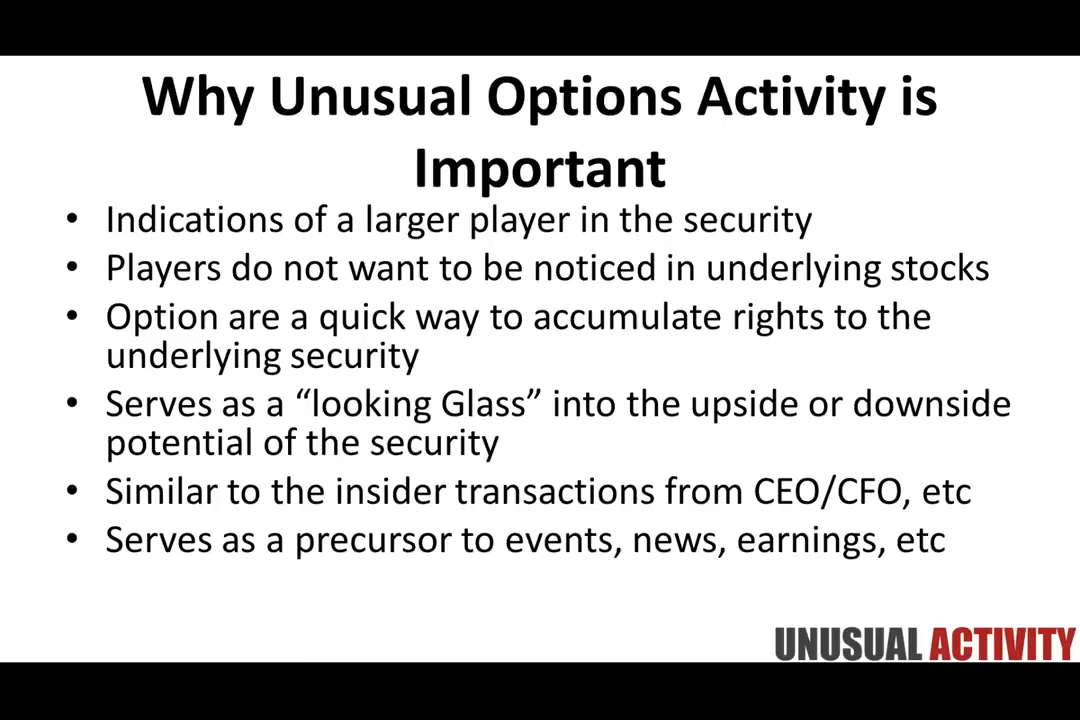 Why Unusual Options Activity is
Important
• Indications of a larger player in the security
• Players do not want to be noticed in underlying stocks
• Option are a quick way to accumulate rights to the
underlying security
• Serves as a “looking Glass” into the upside or downside
potential of the security
• Similar to the insider transactions from CEO/CFO, etc
• Serves as a precursor to events, news, earnings, etc
UNUSUAL ACTIVITY